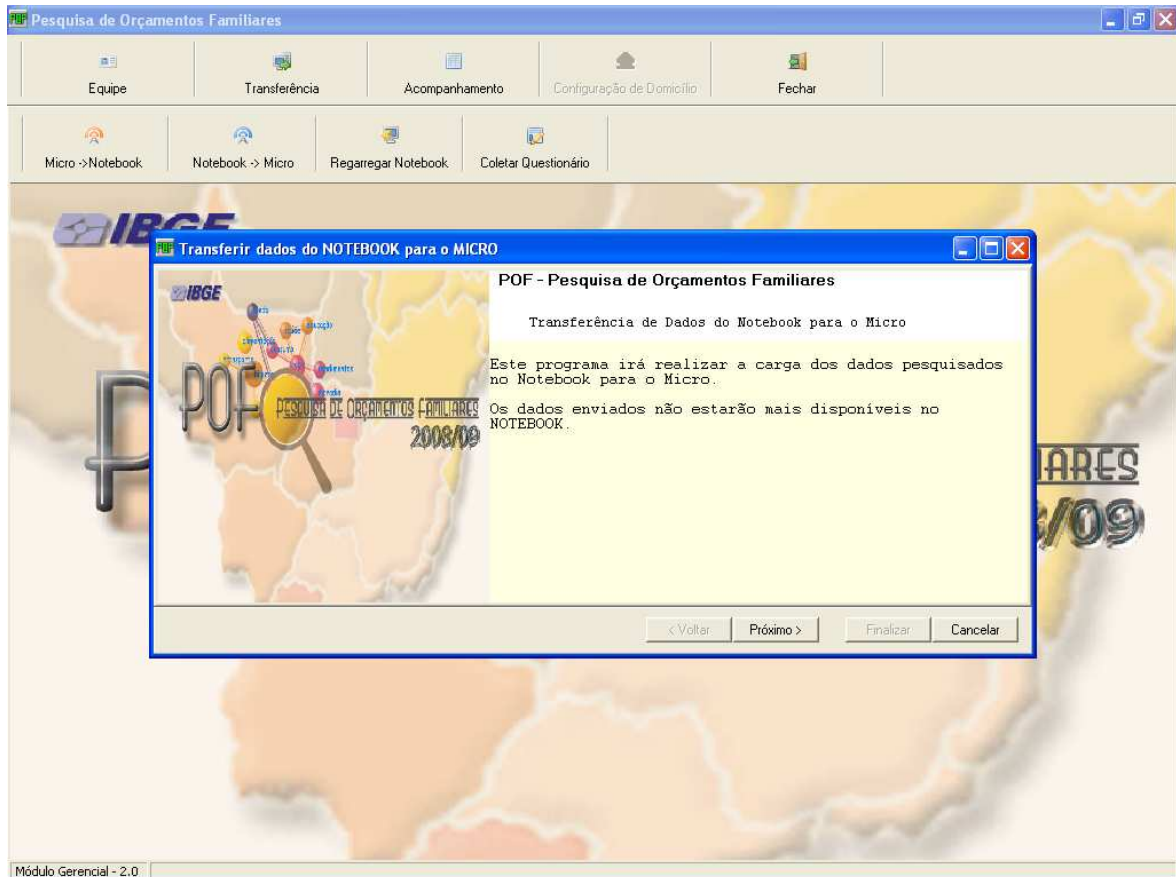 Pesquisa de Orçamentos Familiares
Equipe Transferência Acompanhamento Configuração de Domicílio Fechar
Micro ->Notebook Notebook -> Micro Regarregar Notebook Coletar Questionário
IBGE
Transferir dados do NOTEBOOK para o MICRO
IBGE
POF
PESQUISA DE ORÇAMENTOS FAMILIARES
2008/09
POF - Pesquisa de Orçamentos Familiares
Transferência de Dados do Notebook para o Micro
Este programa irá realizar a carga dos dados pesquisados
no Notebook para o Micro.
Os dados enviados não estarão mais disponíveis no
NOTEBOOK.
< Voltar Próximo > Finalizar Cancelar
Módulo Gerencial - 2.0